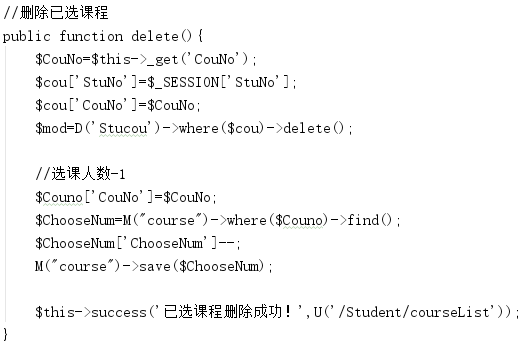 //删除已选课程
public function delete(){
$CouNo=$this->_get('CouNo');
$cou['StuNo']=$_SESSION['StuNo'];
$cou['CouNo']=$CouNo;
$mod=D('Stucou')->where($cou)->delete();
//选课人数-1
$Couno['CouNo']=$CouNo;
$ChooseNum=M("course")->where($Couno)->find();
$ChooseNum['ChooseNum']--;
M("course")->save($ChooseNum);
$this->success('已选课程删除成功!',U('/Student/courseList'));
}